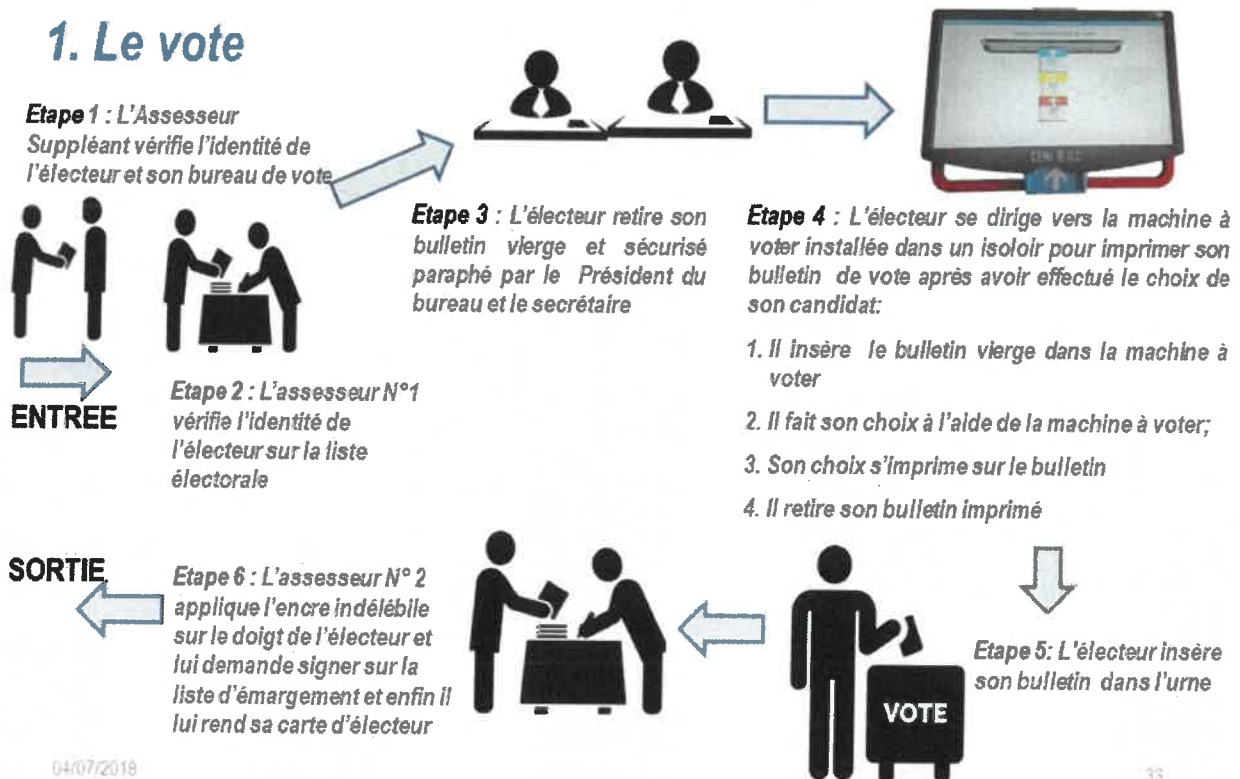 1. Le vote
Etape 1 : L'Assesseur
Suppléant vérifie l'identité de
l'électeur et son bureau de vote
ENTREE
Etape 2 : L'assesseur N°1
vérifie l'identité de
l'électeur sur la liste
électorale
Etape 3 : L'électeur retire son
bulletin vierge et sécurisé
paraphé par le Président du
bureau et le secrétaire
CENI RDC
Etape 4 : L'électeur se dirige vers la machine à
voter installée dans un isoloir pour imprimer son
bulletin de vote après avoir effectué le choix de
son candidat:
1. Il insère le bulletin vierge dans la machine à
voter
2. Il fait son choix à l'aide de la machine à voter;
3. Son choix s'imprime sur le bulletin
4. Il retire son bulletin imprimé
Etape 5: L'électeur insère
son bulletin dans l'urne
VOTE
Etape 6 : L'assesseur N° 2
applique l'encre indélébile
sur le doigt de l'électeur et
lui demande signer sur la
liste d'émargement et enfin il
lui rend sa carte d'électeur
SORTIE
04/07/2018
33